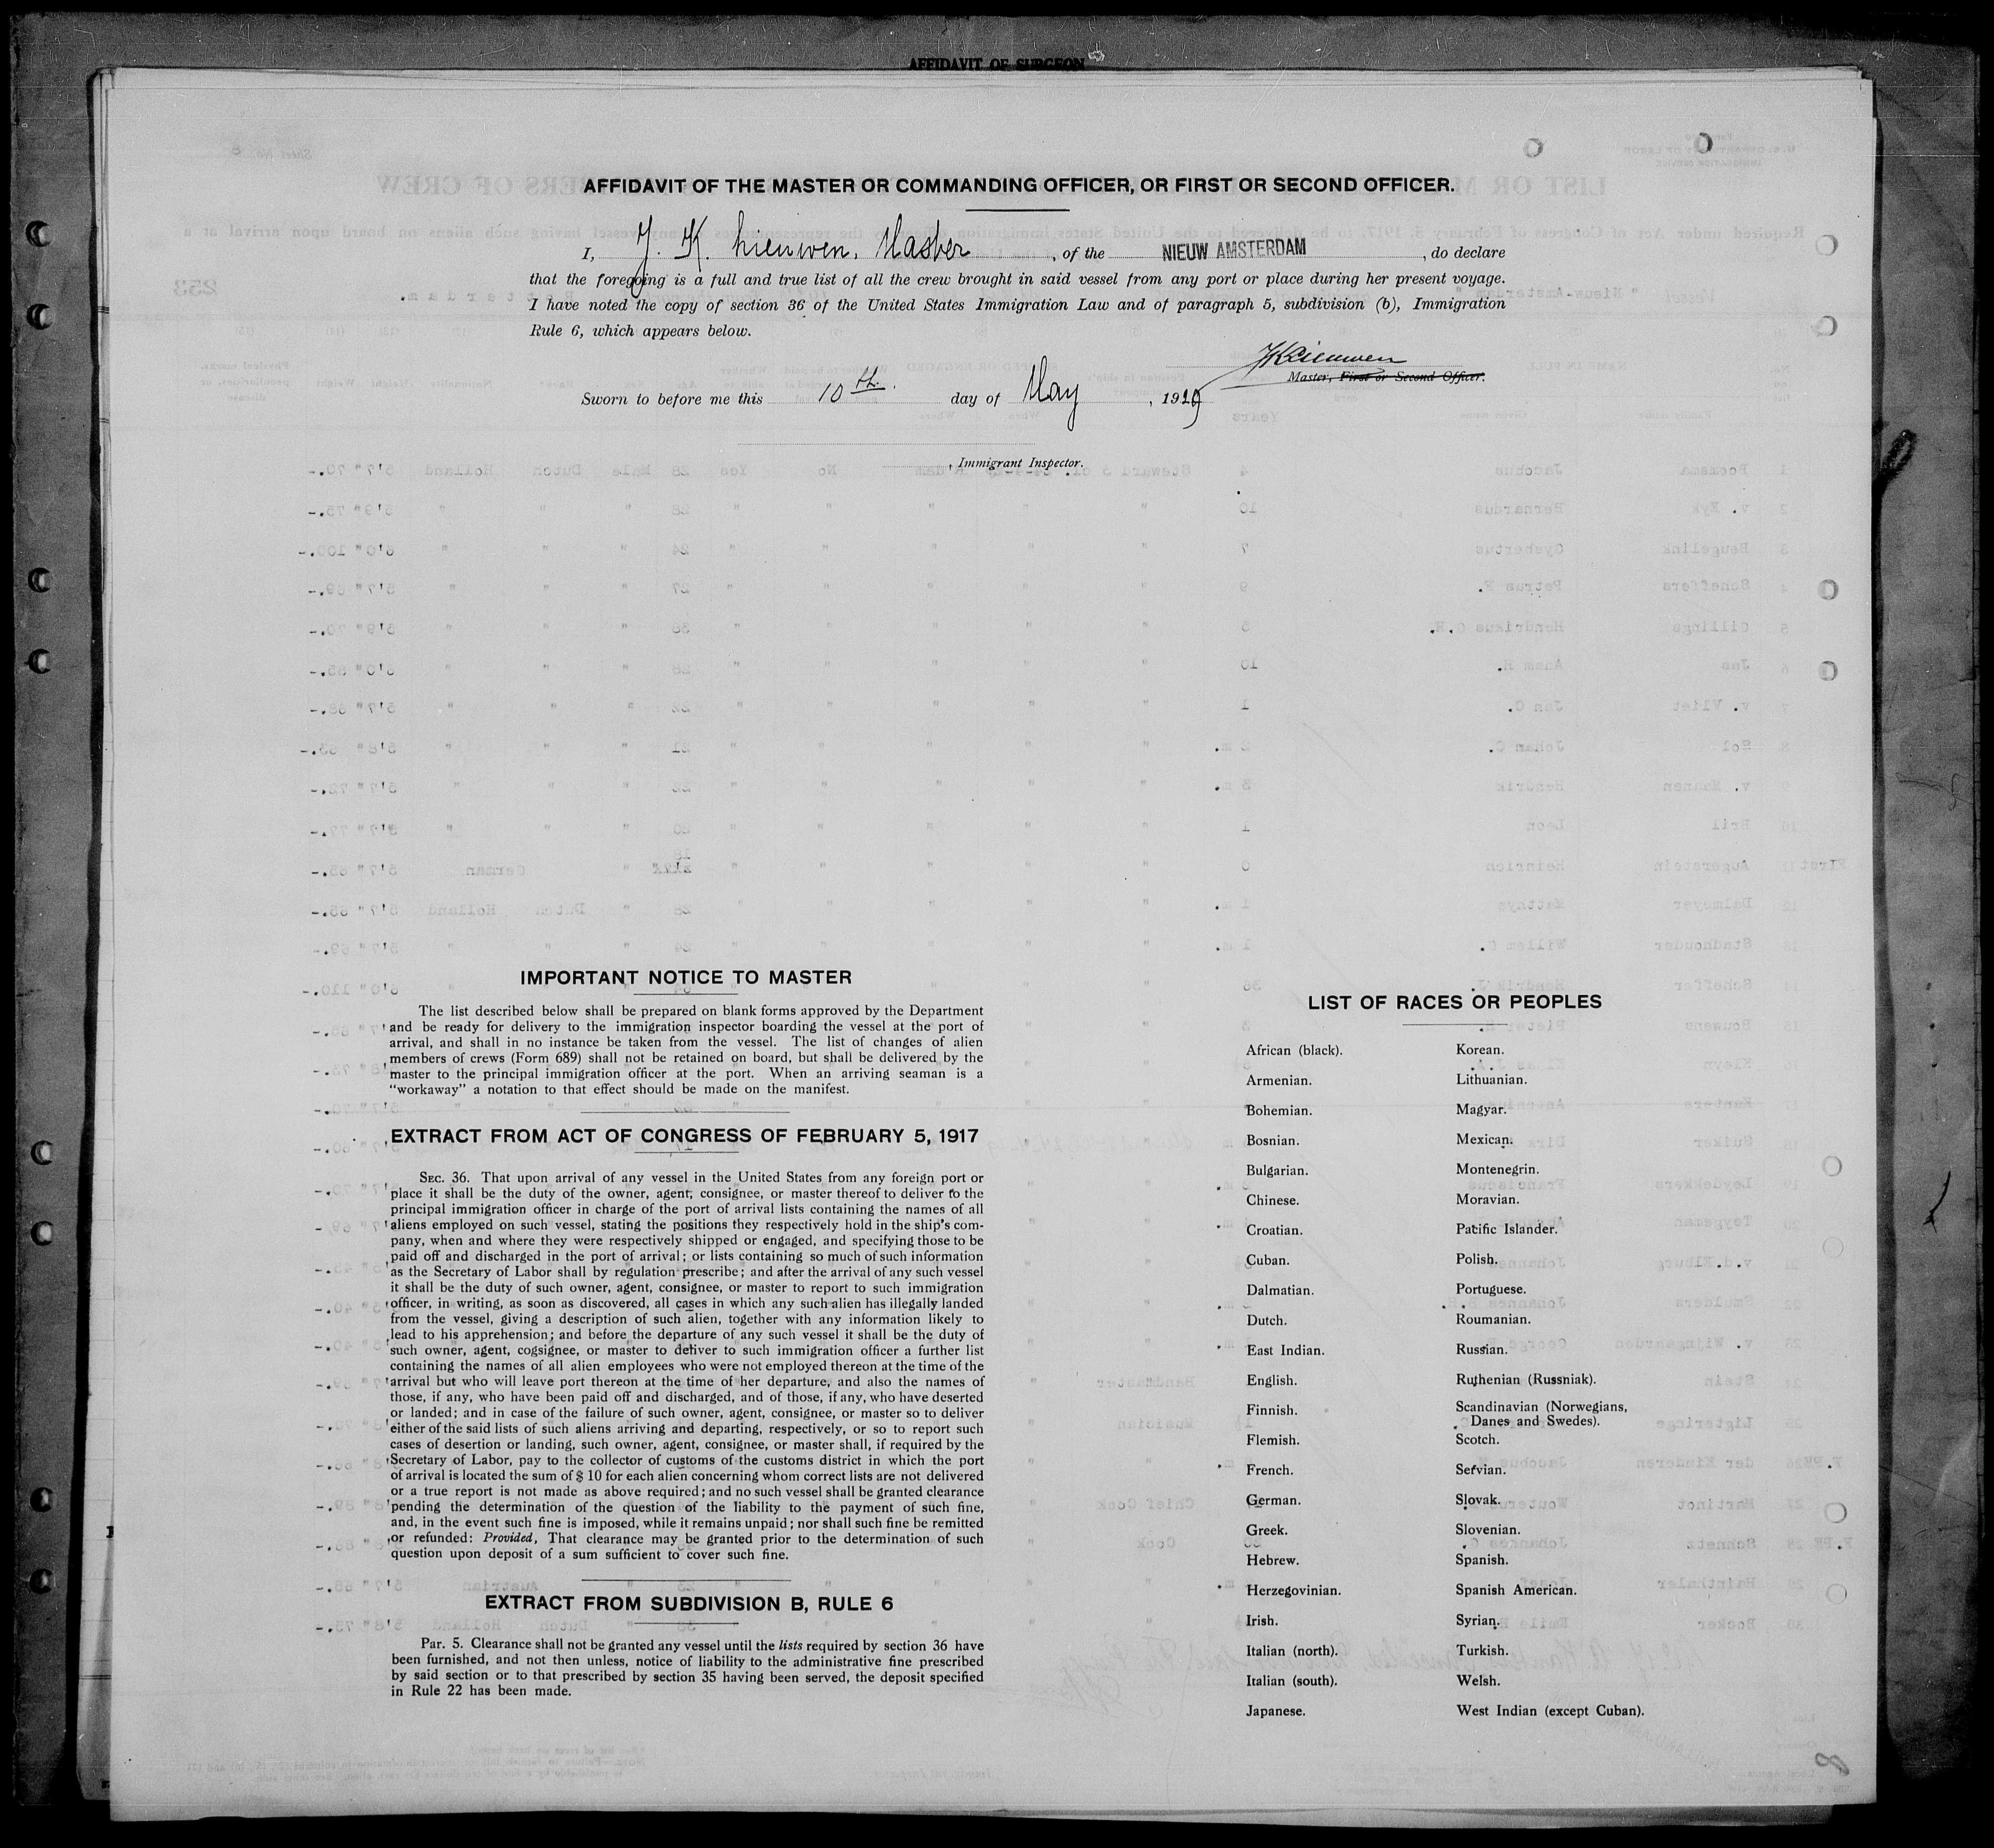 AFFIDAVIT OF SURGEON
AFFIDAVIT OF THE MASTER OR COMMANDING OFFICER, OR FIRST OR SECOND OFFICER.
I, J. K. Lieuwen, Master, of the NIEUW AMSTERDAM, do declare
that the foregoing is a full and true list of all the crew brought in said vessel from any port or place during her present voyage.
I have noted the copy of section 36 of the United States Immigration Law and of paragraph 5, subdivision (b), Immigration
Rule 6, which appears below.
JKLieuwen
Master, First or Second Officer.
Sworn to before me this 10th. day of May, 1919
, Immigrant Inspector.
IMPORTANT NOTICE TO MASTER
The list described below shall be prepared on blank forms approved by the Department
and be ready for delivery to the immigration inspector boarding the vessel at the port of
arrival, and shall in no instance be taken from the vessel. The list of changes of alien
members of crews (Form 689) shall not be retained on board, but shall be delivered by the
master to the principal immigration officer at the port. When an arriving seaman is a
“workaway” a notation to that effect should be made on the manifest.
EXTRACT FROM ACT OF CONGRESS OF FEBRUARY 5, 1917
SEC. 36. That upon arrival of any vessel in the United States from any foreign port or
place it shall be the duty of the owner, agent, consignee, or master thereof to deliver to the
principal immigration officer in charge of the port of arrival lists containing the names of all
aliens employed on such vessel, stating the positions they respectively hold in the ship’s com-
pany, when and where they were respectively shipped or engaged, and specifying those to be
paid off and discharged in the port of arrival; or lists containing so much of such information
as the Secretary of Labor shall by regulation prescribe; and after the arrival of any such vessel
it shall be the duty of such owner, agent, consignee, or master to report to such immigration
officer, in writing, as soon as discovered, all cases in which any such alien has illegally landed
from the vessel, giving a description of such alien, together with any information likely to
lead to his apprehension; and before the departure of any such vessel it shall be the duty of
such owner, agent, cogsignee, or master to deliver to such immigration officer a further list
containing the names of all alien employees who were not employed thereon at the time of the
arrival but who will leave port thereon at the time of her departure, and also the names of
those, if any, who have been paid off and discharged, and of those, if any, who have deserted
or landed; and in case of the failure of such owner, agent, consignee, or master so to deliver
either of the said lists of such aliens arriving and departing, respectively, or so to report such
cases of desertion or landing, such owner, agent, consignee, or master shall, if required by the
Secretary of Labor, pay to the collector of customs of the customs district in which the port
of arrival is located the sum of $ 10 for each alien concerning whom correct lists are not delivered
or a true report is not made as above required; and no such vessel shall be granted clearance
pending the determination of the question of the liability to the payment of such fine,
and, in the event such fine is imposed, while it remains unpaid; nor shall such fine be remitted
or refunded: Provided, That clearance may be granted prior to the determination of such
question upon deposit of a sum sufficient to cover such fine.
EXTRACT FROM SUBDIVISION B, RULE 6
Par. 5. Clearance shall not be granted any vessel until the lists required by section 36 have
been furnished, and not then unless, notice of liability to the administrative fine prescribed
by said section or to that prescribed by section 35 having been served, the deposit specified
in Rule 22 has been made.
LIST OF RACES OR PEOPLES
African (black).
Armenian.
Bohemian.
Bosnian.
Bulgarian.
Chinese.
Croatian.
Cuban.
Dalmatian.
Dutch.
East Indian.
English.
Finnish.
Flemish.
French.
German.
Greek.
Hebrew.
Herzegovinian.
Irish.
Italian (north).
Italian (south).
Japanese.
Korean.
Lithuanian.
Magyar.
Mexican.
Montenegrin.
Moravian.
Pacific Islander.
Polish.
Portuguese.
Roumanian.
Russian.
Ruthenian (Russniak).
Scandinavian (Norwegians,
Danes and Swedes).
Scotch.
Servian.
Slovak.
Slovenian.
Spanish.
Spanish American.
Syrian.
Turkish.
Welsh.
West Indian (except Cuban).